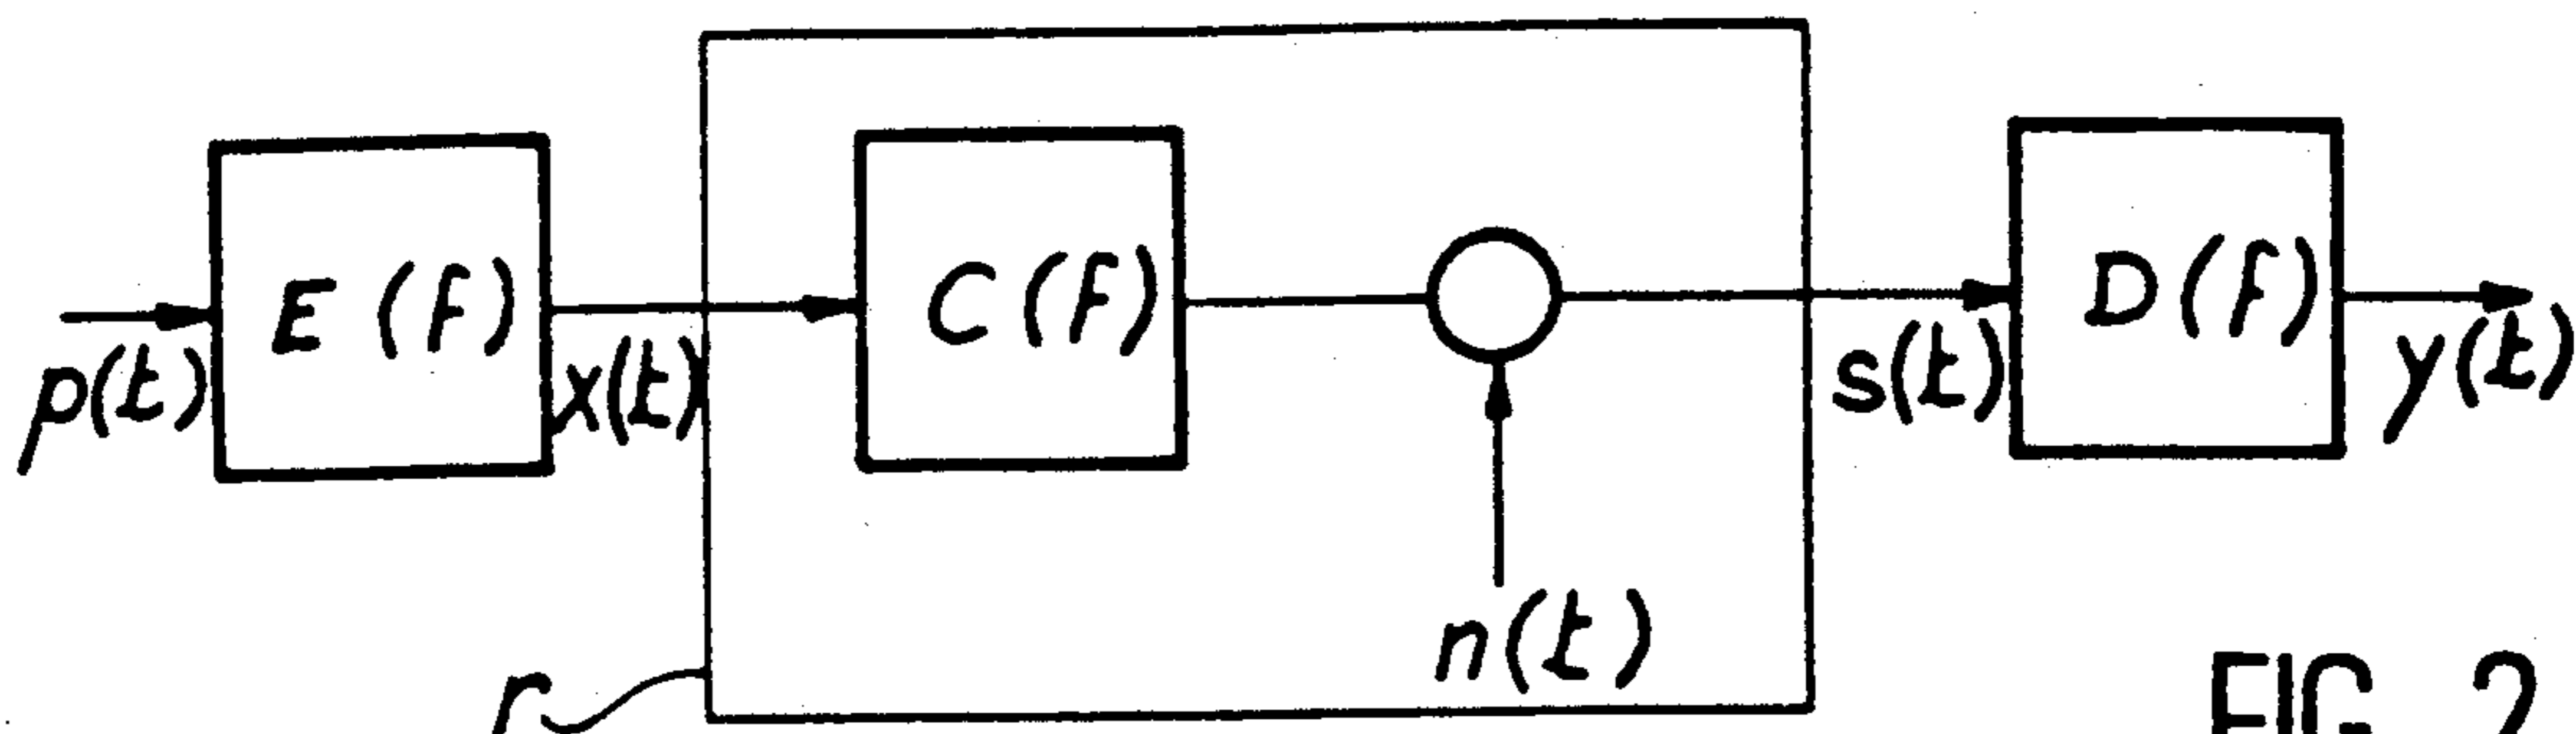 E (f)
C (f)
D (f)
p(t)
x(t)
s(t)
y(t)
n(t)
r
FIG. 2